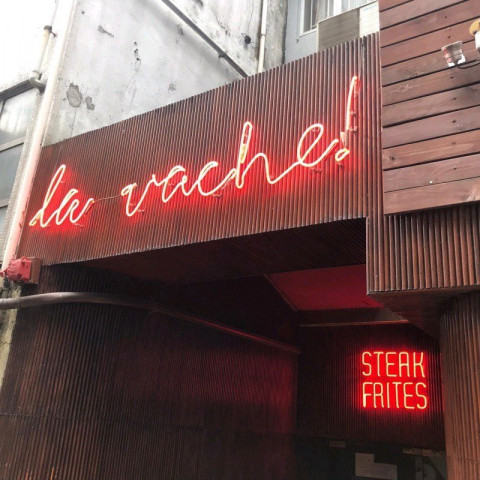 la vache!
STEAK
FRITES